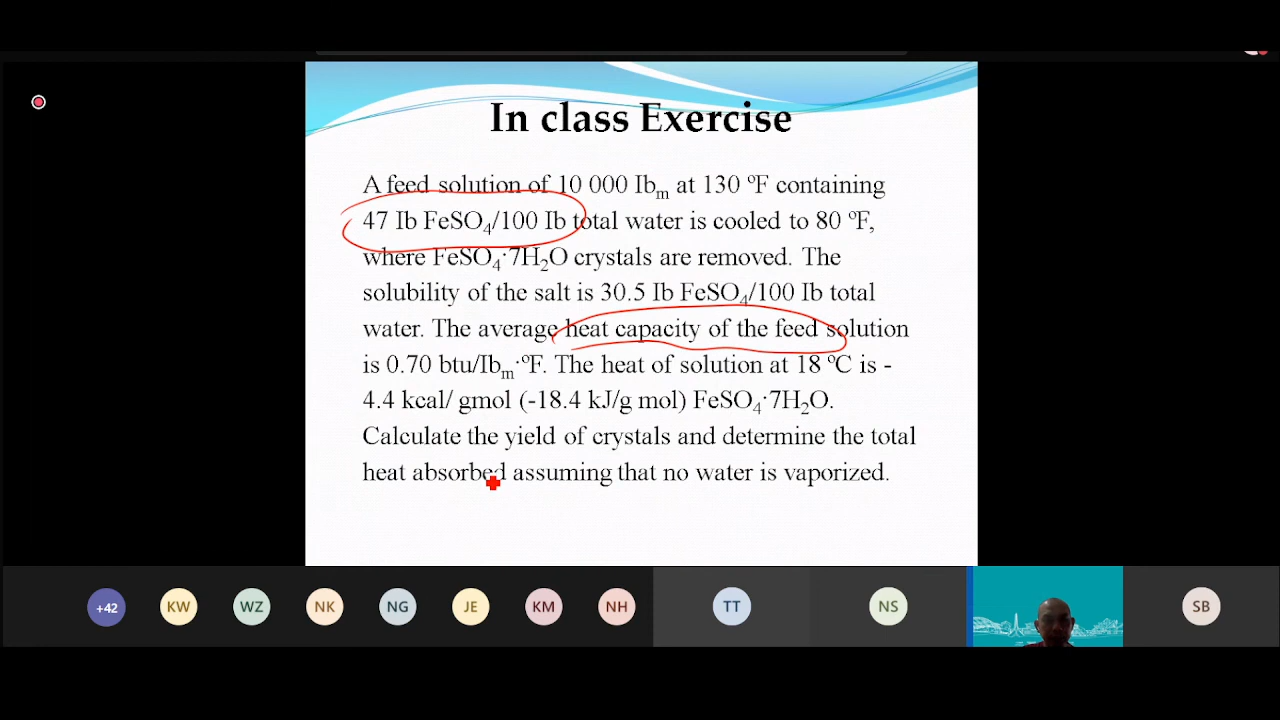 In class Exercise
A feed solution of 10 000 Ibm at 130 ºF containing
47 Ib FeSO4/100 Ib total water is cooled to 80 ºF,
where FeSO4·7H2O crystals are removed. The
solubility of the salt is 30.5 Ib FeSO4/100 Ib total
water. The average heat capacity of the feed solution
is 0.70 btu/Ibm·ºF. The heat of solution at 18 ºC is -
4.4 kcal/ gmol (-18.4 kJ/g mol) FeSO4·7H2O.
Calculate the yield of crystals and determine the total
heat absorbed assuming that no water is vaporized.
+42 KW WZ NK NG JE KM NH TT NS SB